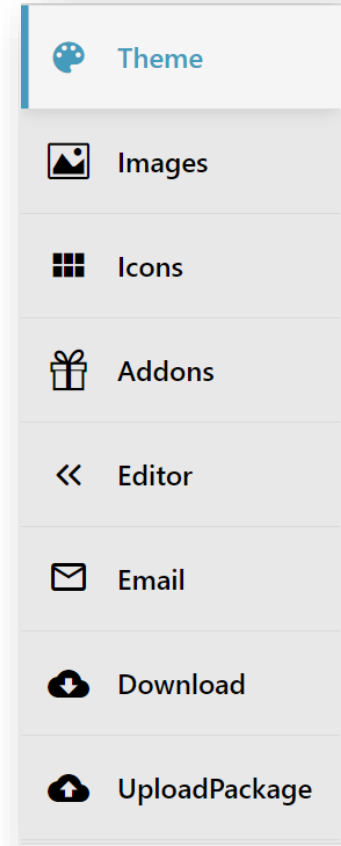 Theme
Images
Icons
Addons
Editor
Email
Download
UploadPackage